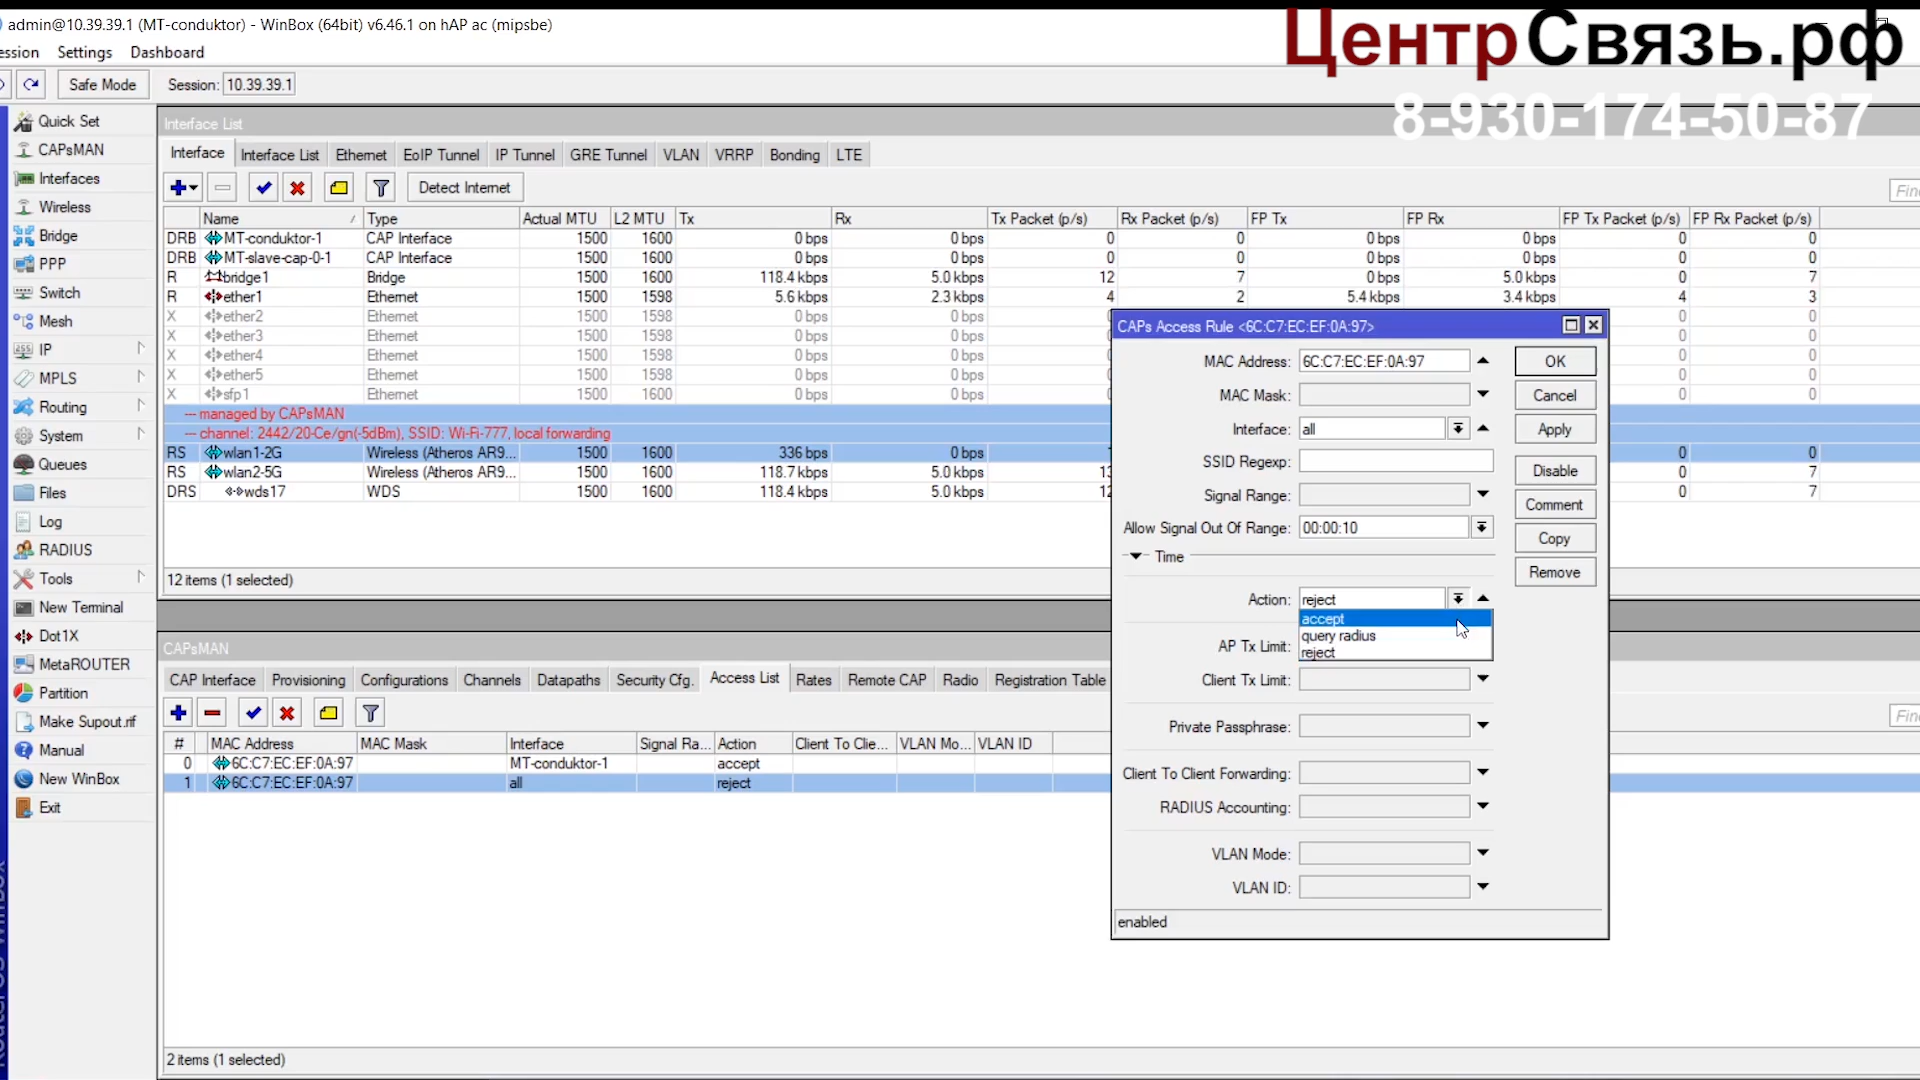 admin@10.39.39.1 (MT-conduktor) - WinBox (64bit) v6.46.1 on hAP ac (mipsbe)
ЦентрСвязь.рф
8-930-174-50-87
ession Settings Dashboard
Safe Mode Session: 10.39.39.1
Quick Set
CAPsMAN
Interfaces
Wireless
Bridge
PPP
Switch
Mesh
IP
MPLS
Routing
System
Queues
Files
Log
RADIUS
Tools
New Terminal
Dot1X
MetaROUTER
Partition
Make Supout.rif
Manual
New WinBox
Exit
Interface List
Interface Interface List Ethernet EoIP Tunnel IP Tunnel GRE Tunnel VLAN VRRP Bonding LTE
Detect Internet
Name Type Actual MTU L2 MTU Tx Rx Tx Packet (p/s) Rx Packet (p/s) FP Tx FP Rx FP Tx Packet (p/s) FP Rx Packet (p/s)
DRB MT-conduktor-1 CAP Interface 1500 1600 0 bps 0 bps 0 0 0 bps 0 bps 0 0
DRB MT-slave-cap-0-1 CAP Interface 1500 1600 0 bps 0 bps 0 0 0 bps 0 bps 0 0
R bridge1 Bridge 1500 1600 118.4 kbps 5.0 kbps 12 7 0 bps 5.0 kbps 0 7
R ether1 Ethernet 1500 1598 5.6 kbps 2.3 kbps 4 2 5.4 kbps 3.4 kbps 4 3
X ether2 Ethernet 1500 1598 0 bps 0 bps 0 0
X ether3 Ethernet 1500 1598 0 bps 0 bps 0 0
X ether4 Ethernet 1500 1598 0 bps 0 bps 0 0
X ether5 Ethernet 1500 1598 0 bps 0 bps 0 0
X sfp1 Ethernet 1500 1598 0 bps 0 bps 0 0
--- managed by CAPsMAN
--- channel: 2442/20-Ce/gn(-5dBm), SSID: Wi-Fi-777, local forwarding
RS wlan1-2G Wireless (Atheros AR9... 1500 1600 336 bps 0 bps 0 0
RS wlan2-5G Wireless (Atheros AR9... 1500 1600 118.7 kbps 5.0 kbps 0 7
DRS wds17 WDS 1500 1600 118.4 kbps 5.0 kbps 0 7
12 items (1 selected)
CAPsMAN
CAP Interface Provisioning Configurations Channels Datapaths Security Cfg. Access List Rates Remote CAP Radio Registration Table
# MAC Address MAC Mask Interface Signal Ra... Action Client To Clie... VLAN Mo... VLAN ID
0 6C:C7:EC:EF:0A:97 MT-conduktor-1 accept
1 6C:C7:EC:EF:0A:97 all reject
2 items (1 selected)
CAPs Access Rule <6C:C7:EC:EF:0A:97>
MAC Address: 6C:C7:EC:EF:0A:97 OK
MAC Mask: Cancel
Interface: all Apply
SSID Regexp: Disable
Signal Range: Comment
Allow Signal Out Of Range: 00:00:10 Copy
Time Remove
Action: reject
accept
query radius
reject
AP Tx Limit:
Client Tx Limit:
Private Passphrase:
Client To Client Forwarding:
RADIUS Accounting:
VLAN Mode:
VLAN ID:
enabled